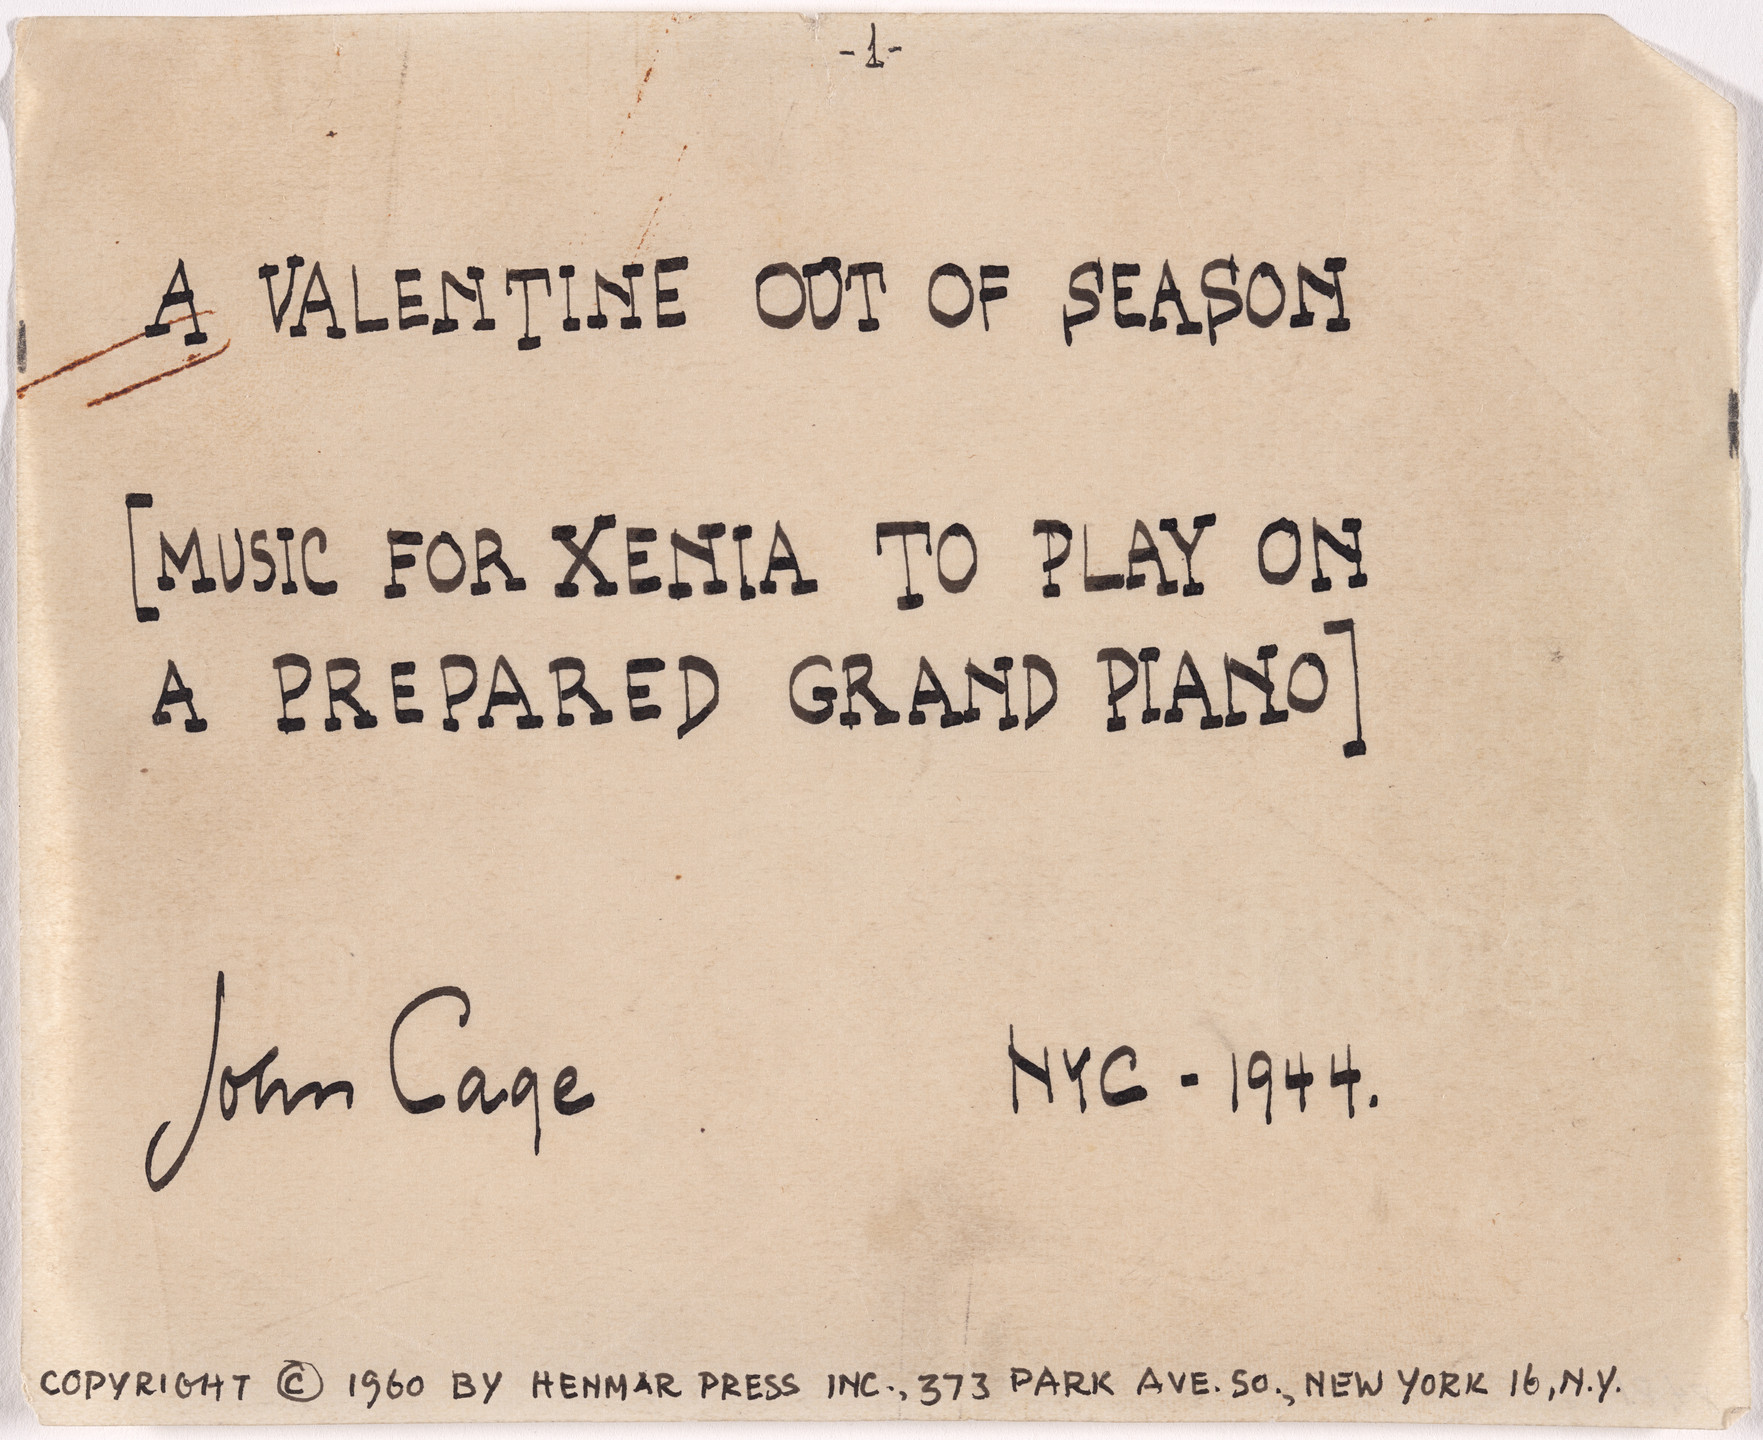 -1-
A VALENTINE OUT OF SEASON
[MUSIC FOR XENIA TO PLAY ON
A PREPARED GRAND PIANO]
John Cage NYC - 1944.
COPYRIGHT © 1960 BY HENMAR PRESS INC., 373 PARK AVE. SO., NEW YORK 16, N.Y.